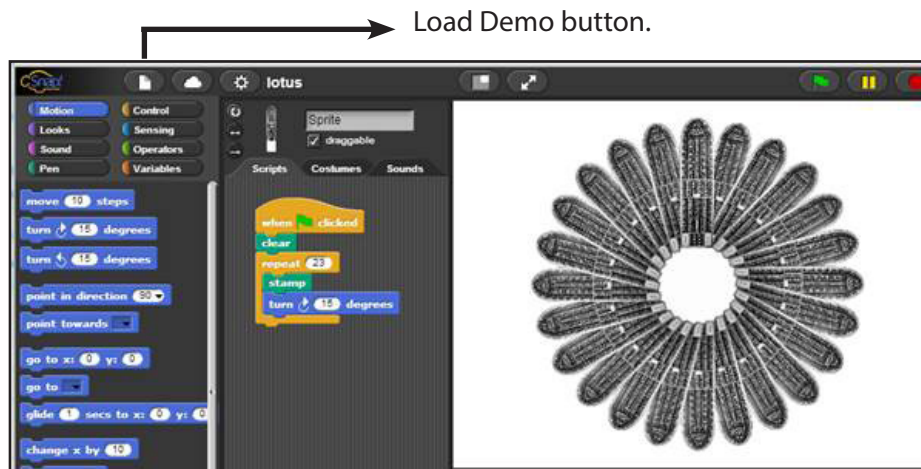 Load Demo button.
CSnap!
lotus
Motion Control
Looks Sensing
Sound Operators
Pen Variables
Sprite
draggable
Scripts Costumes Sounds
when clicked
clear
repeat 23
stamp
turn 15 degrees
move 10 steps
turn 15 degrees
turn 15 degrees
point in direction 90
point towards
go to x: 0 y: 0
go to
glide 1 secs to x: 0 y: 0
change x by 10